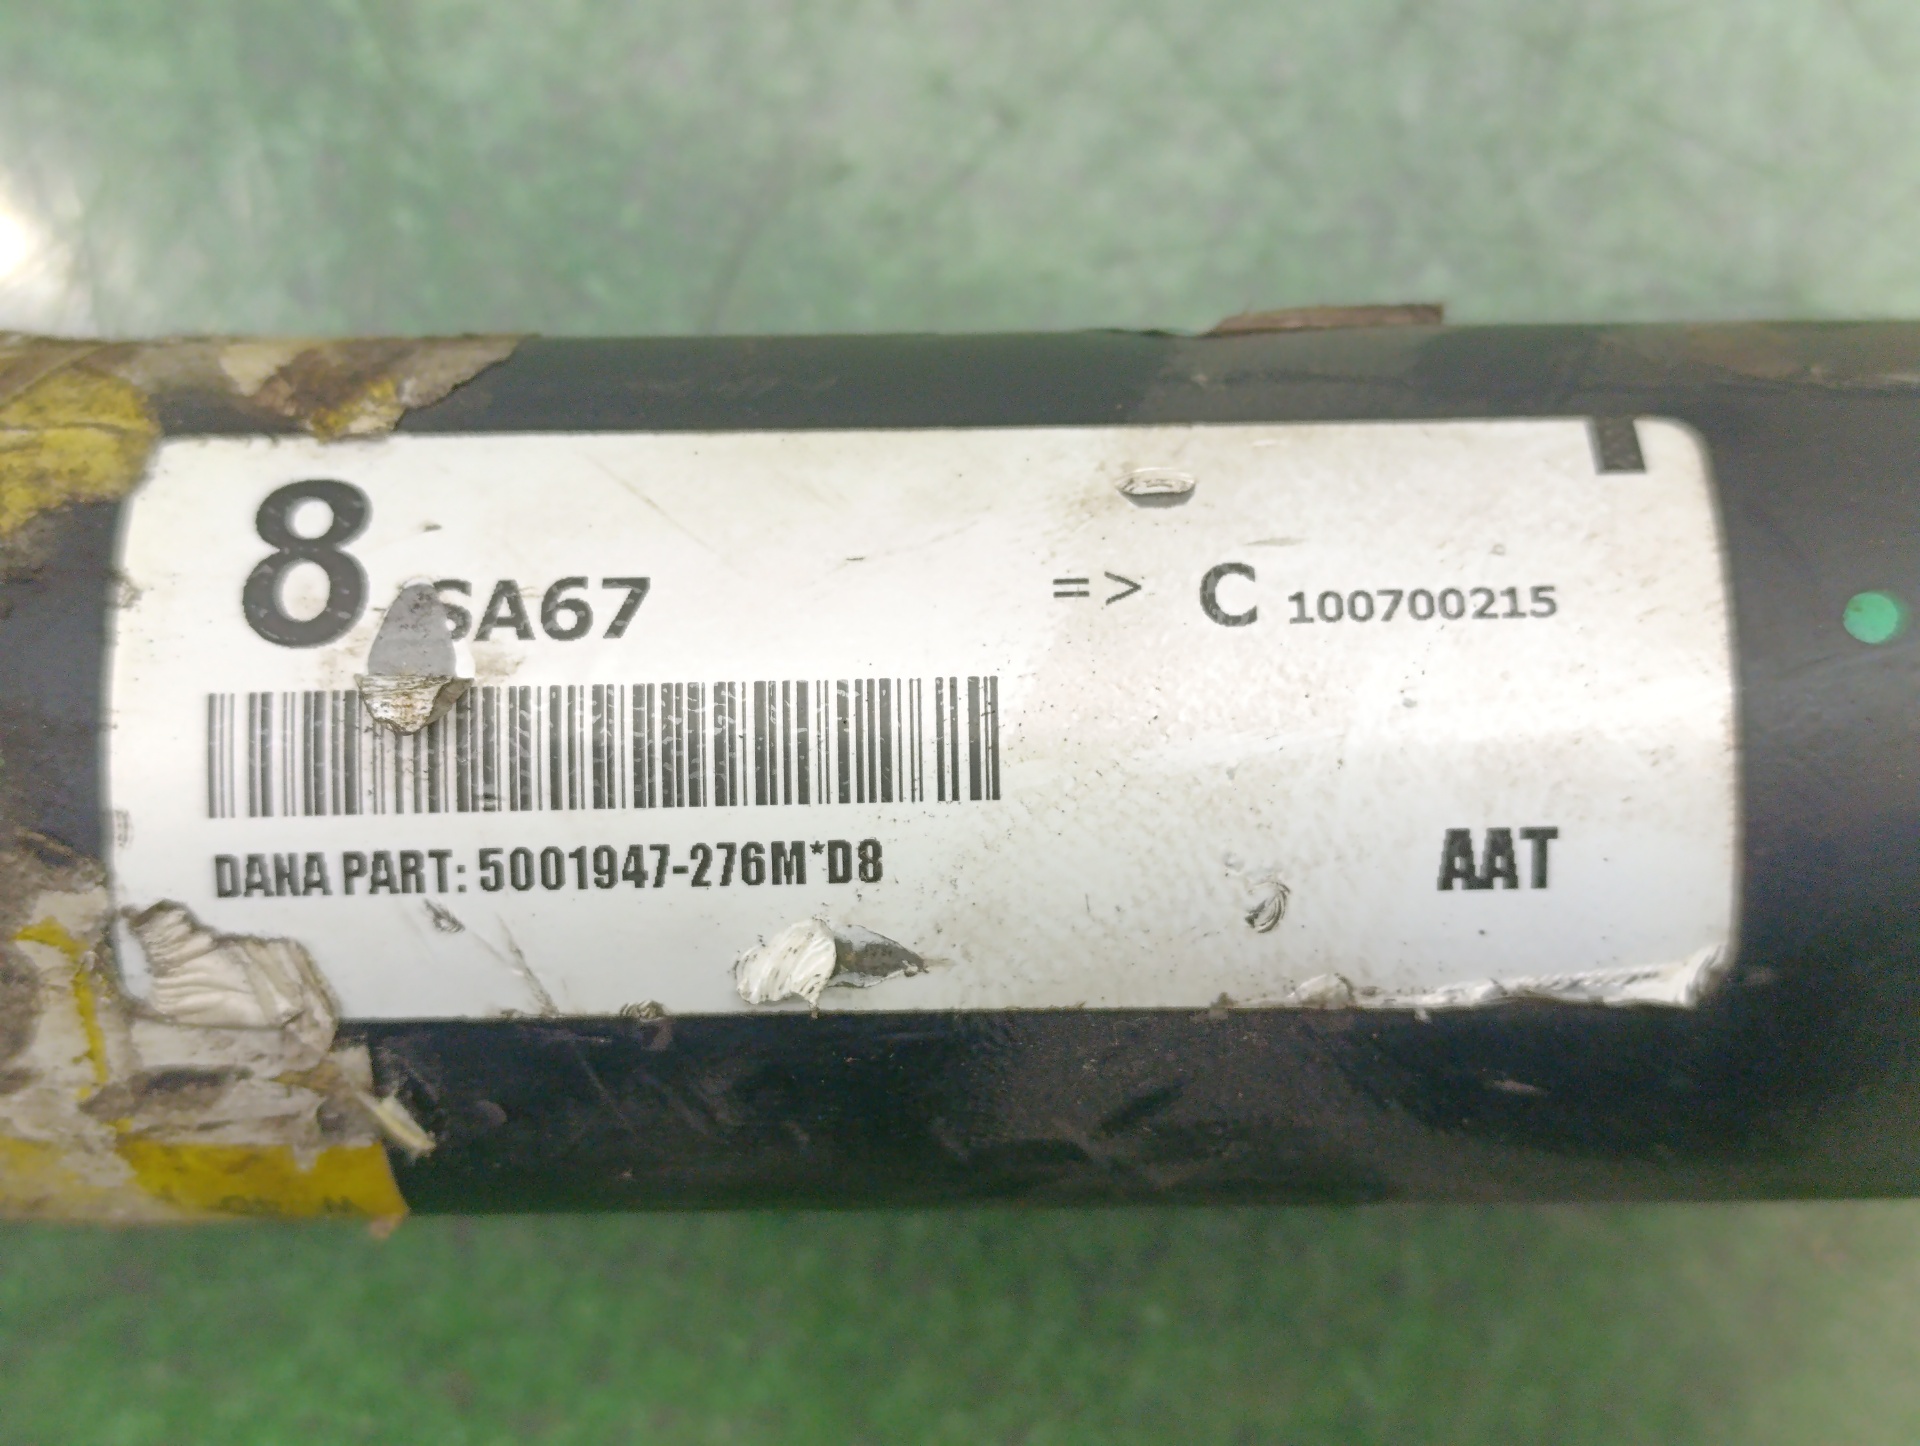 8 SA67 => C 100700215
DANA PART: 5001947-276M*D8
AAT